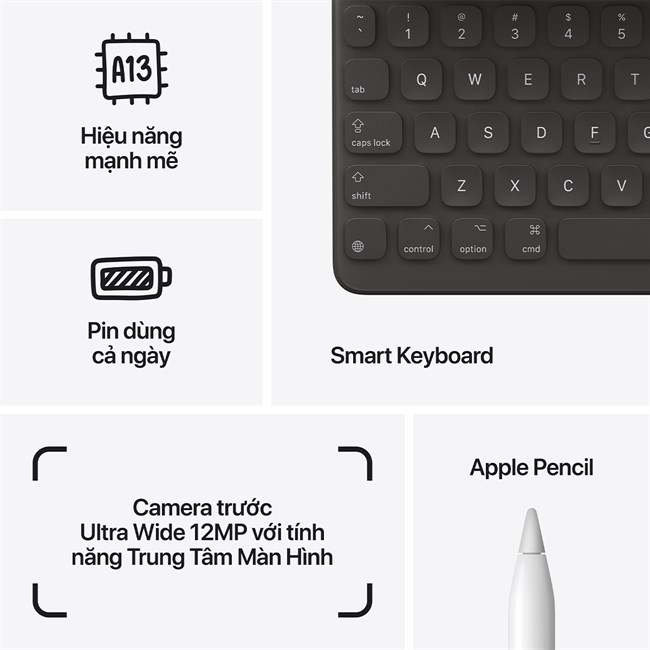 A13
Hiệu năng
mạnh mẽ
Pin dùng
cả ngày
~ ! @ # $ %
` 1 2 3 4 5
tab Q W E R T
caps lock A S D F G
shift Z X C V
control option cmd
Smart Keyboard
Camera trước
Ultra Wide 12MP với tính
năng Trung Tâm Màn Hình
Apple Pencil